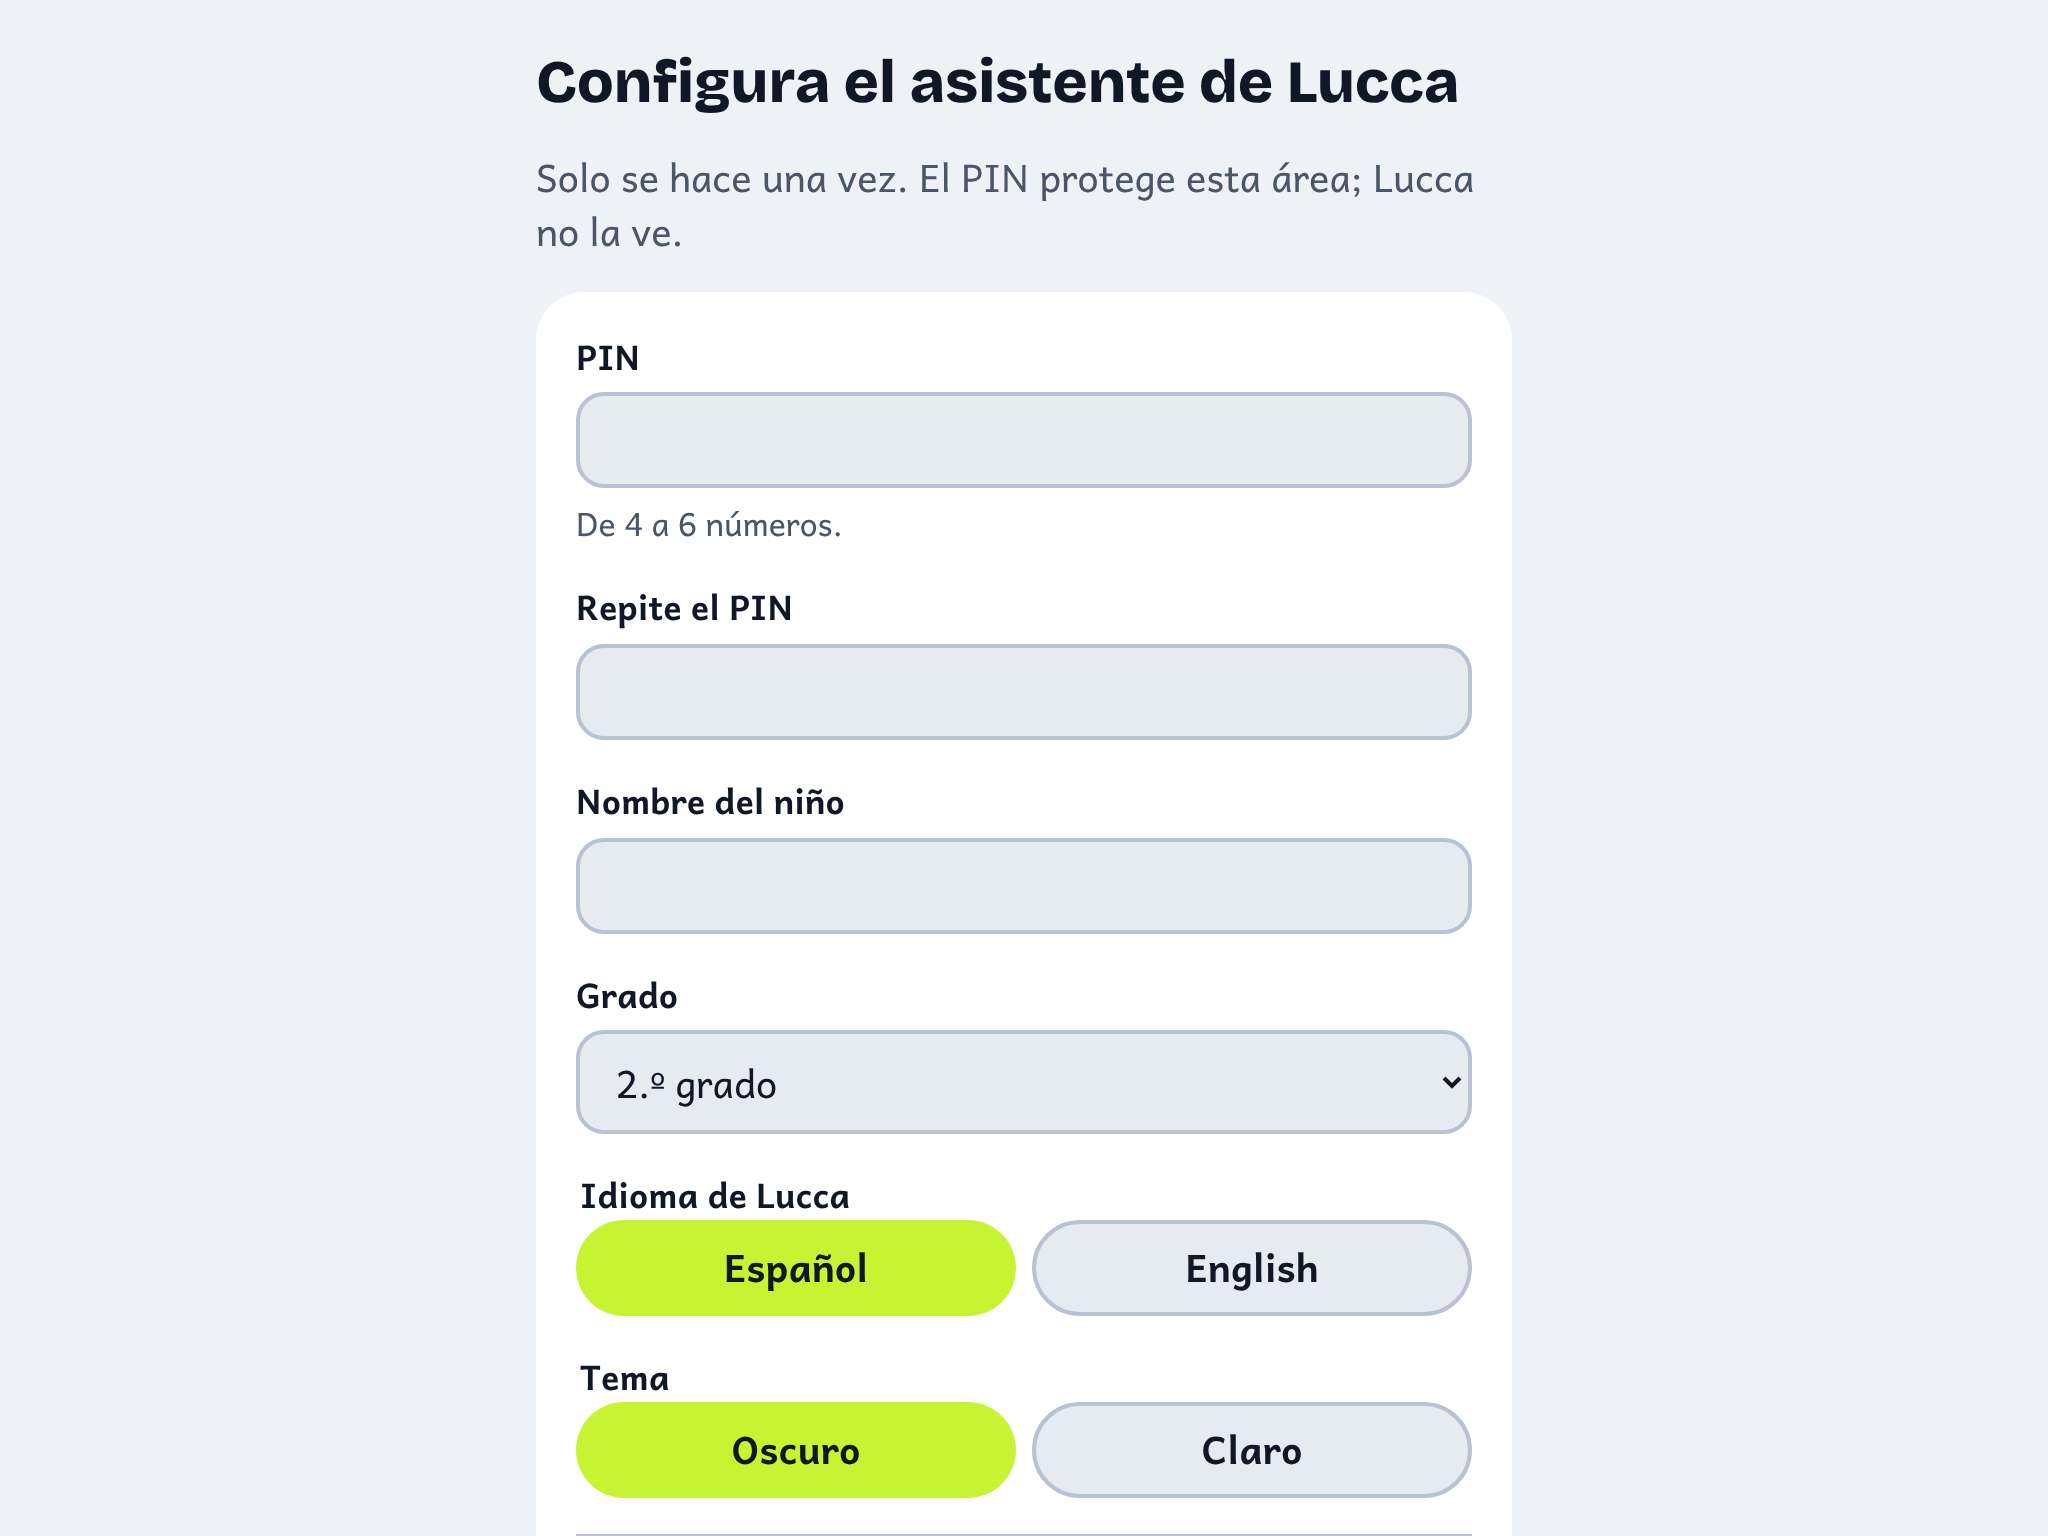 Configura el asistente de Lucca
Solo se hace una vez. El PIN protege esta área; Lucca
no la ve.
PIN
De 4 a 6 números.
Repite el PIN
Nombre del niño
Grado
2.º grado
Idioma de Lucca
Español
English
Tema
Oscuro
Claro